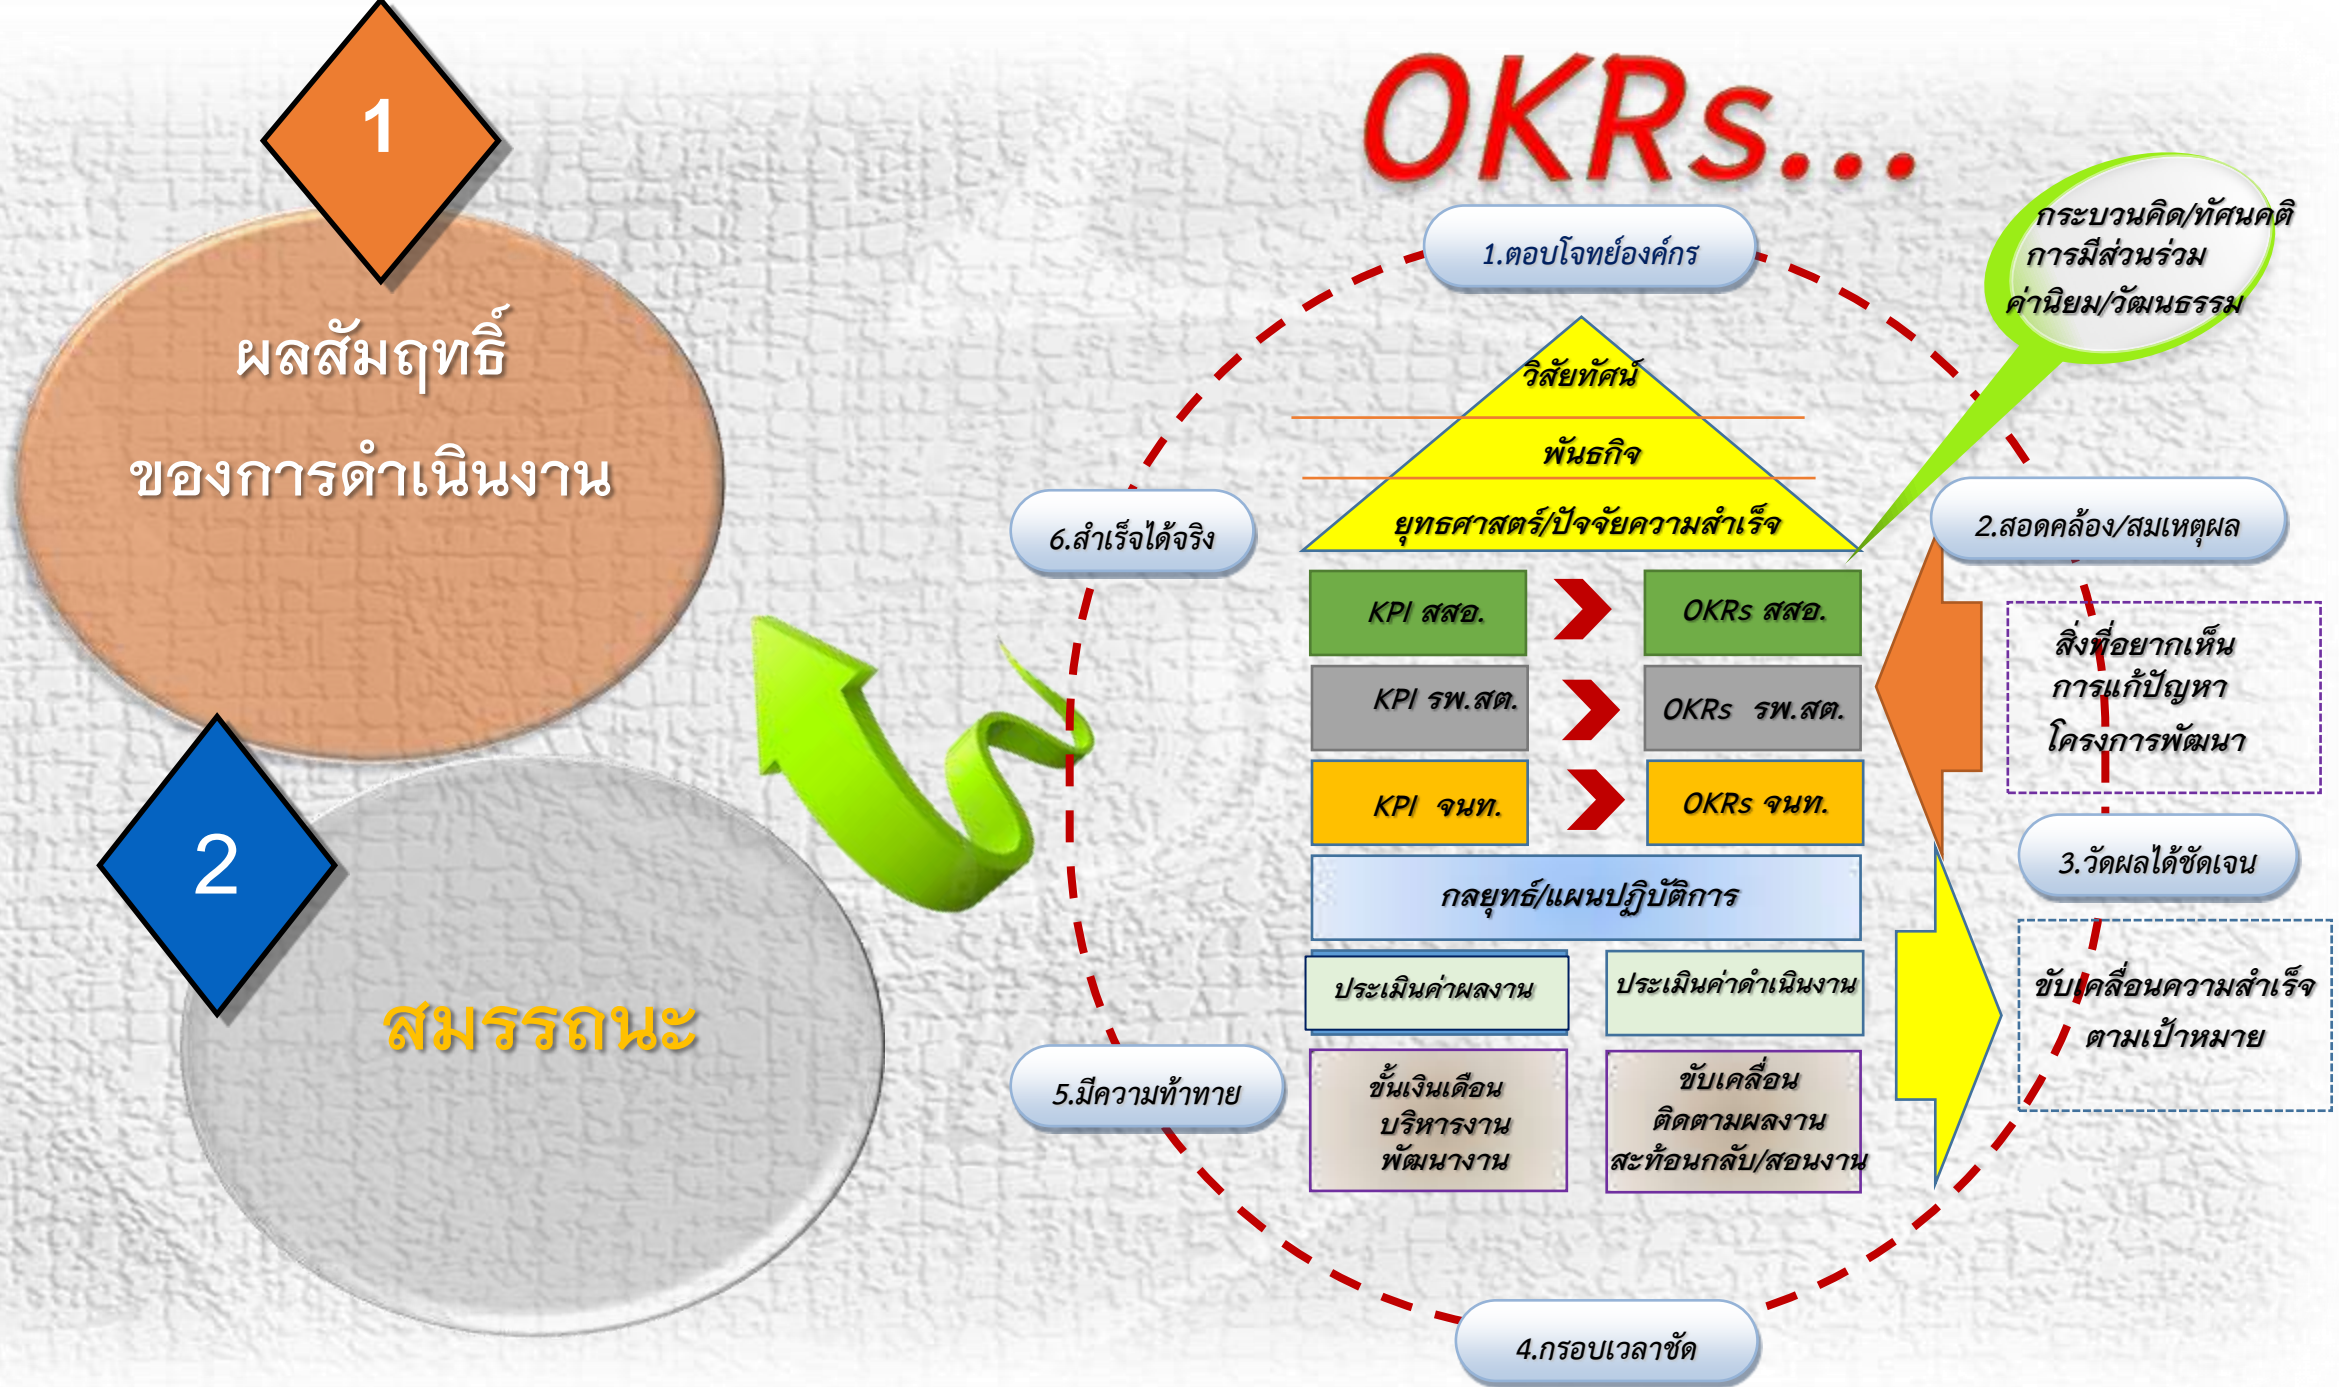 1
ผลสัมฤทธิ์
ของการดำเนินงาน
2
สมรรถนะ
OKRs...
กระบวนคิด/ทัศนคติ
การมีส่วนร่วม
ค่านิยม/วัฒนธรรม
1.ตอบโจทย์องค์กร
วิสัยทัศน์
พันธกิจ
ยุทธศาสตร์/ปัจจัยความสำเร็จ
6.สำเร็จได้จริง
2.สอดคล้อง/สมเหตุผล
KPI สสอ.
OKRs สสอ.
KPI รพ.สต.
OKRs รพ.สต.
KPI จนท.
OKRs จนท.
สิ่งที่อยากเห็น
การแก้ปัญหา
โครงการพัฒนา
3.วัดผลได้ชัดเจน
กลยุทธ์/แผนปฏิบัติการ
ประเมินค่าผลงาน
ประเมินค่าดำเนินงาน
ขับเคลื่อนความสำเร็จ
ตามเป้าหมาย
5.มีความท้าทาย
ขั้นเงินเดือน
บริหารงาน
พัฒนางาน
ขับเคลื่อน
ติดตามผลงาน
สะท้อนกลับ/สอนงาน
4.กรอบเวลาชัด